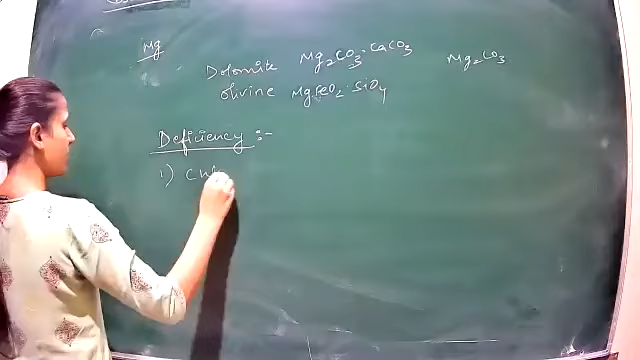 Mg
Dolomite Mg2CO3.CaCO3 Mg2CO3
Olivine MgFeO2.SiO4
Deficiency :-
1) Ch